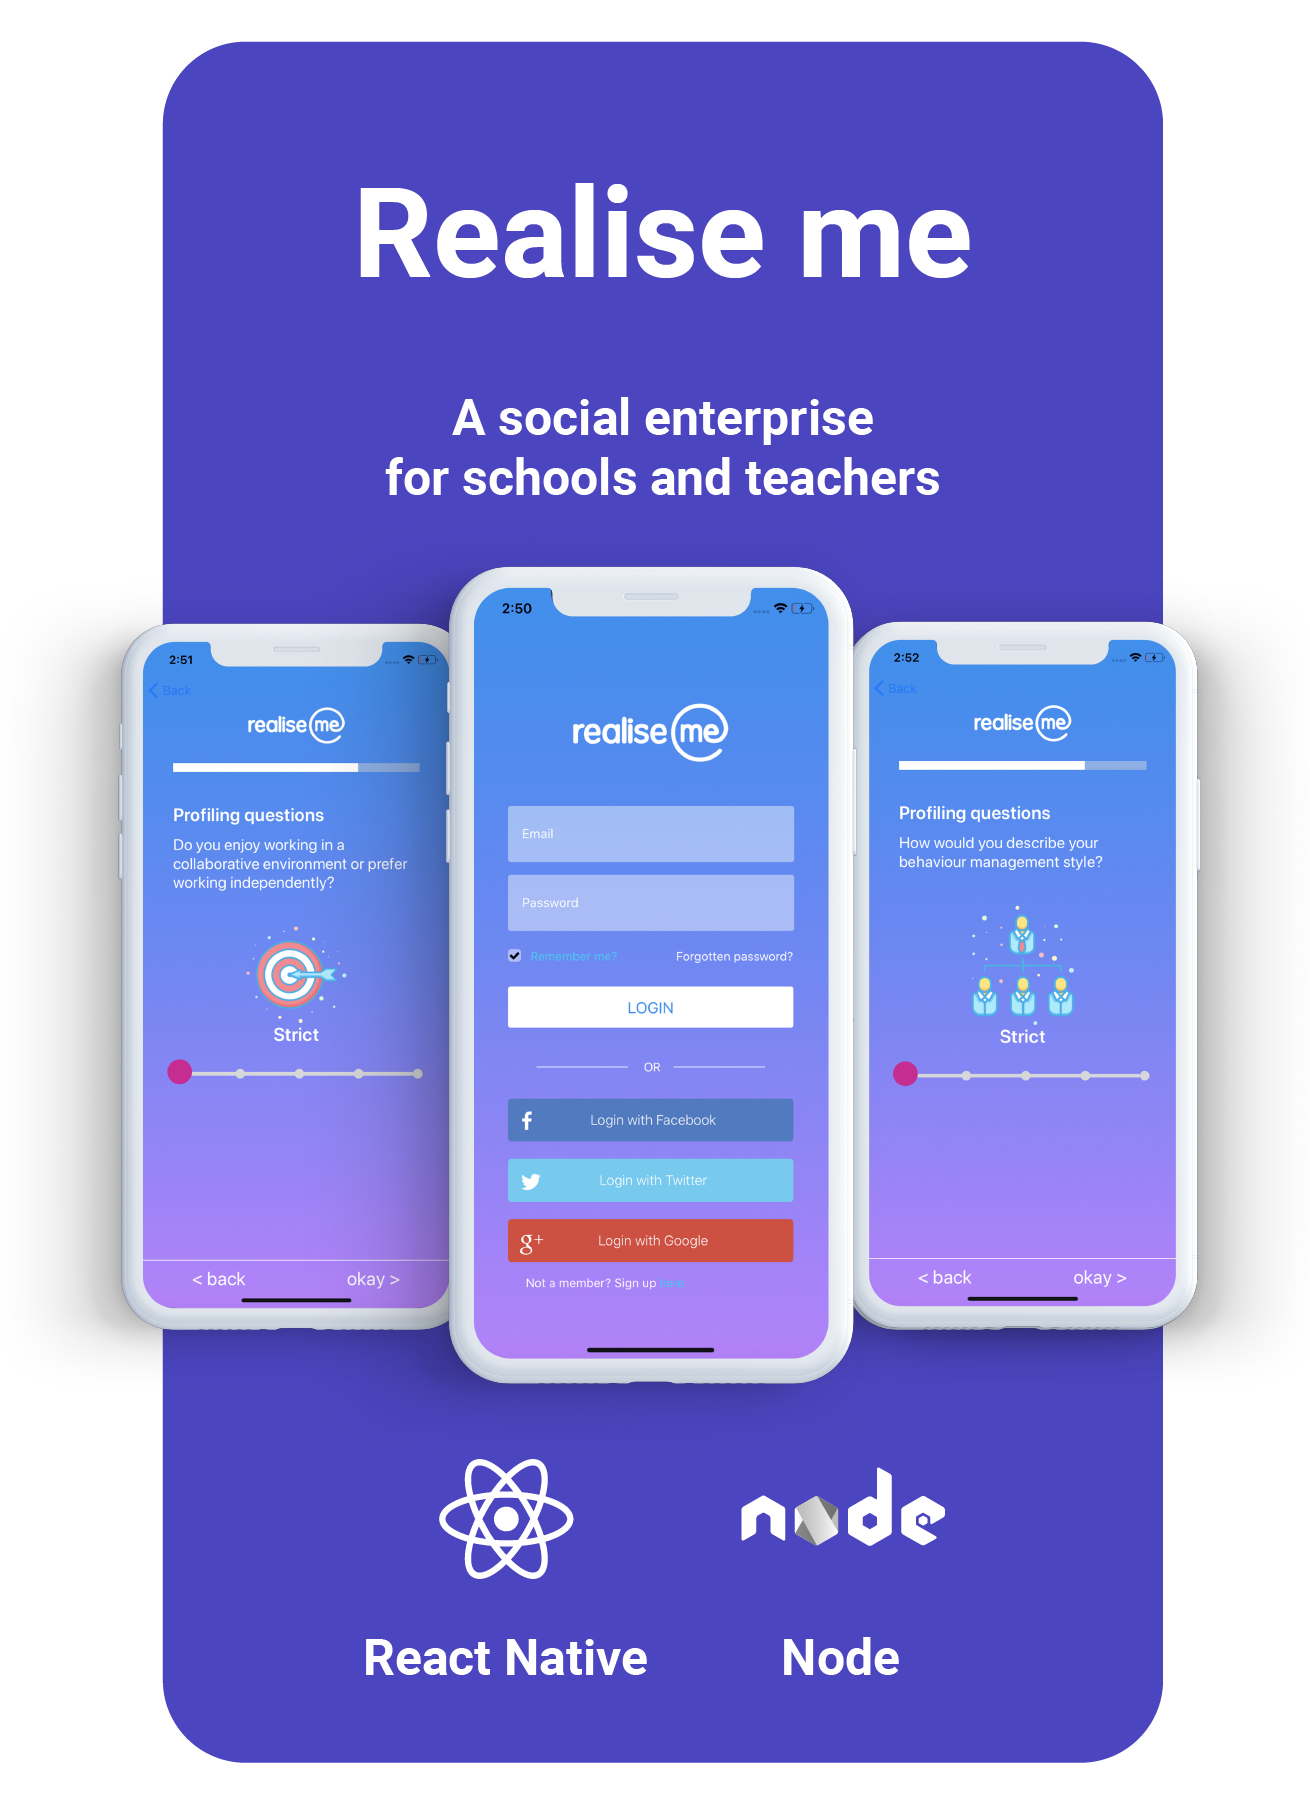 Realise me
A social enterprise
for schools and teachers
2:51
Back
realise me
Profiling questions
Do you enjoy working in a
collaborative environment or prefer
working independently?
Strict
< back
okay >
2:50
realise me
Email
Password
Remember me?
Forgotten password?
LOGIN
OR
f
Login with Facebook
Login with Twitter
g+
Login with Google
Not a member? Sign up here
2:52
Back
realise me
Profiling questions
How would you describe your
behaviour management style?
Strict
< back
okay >
node
React Native
Node